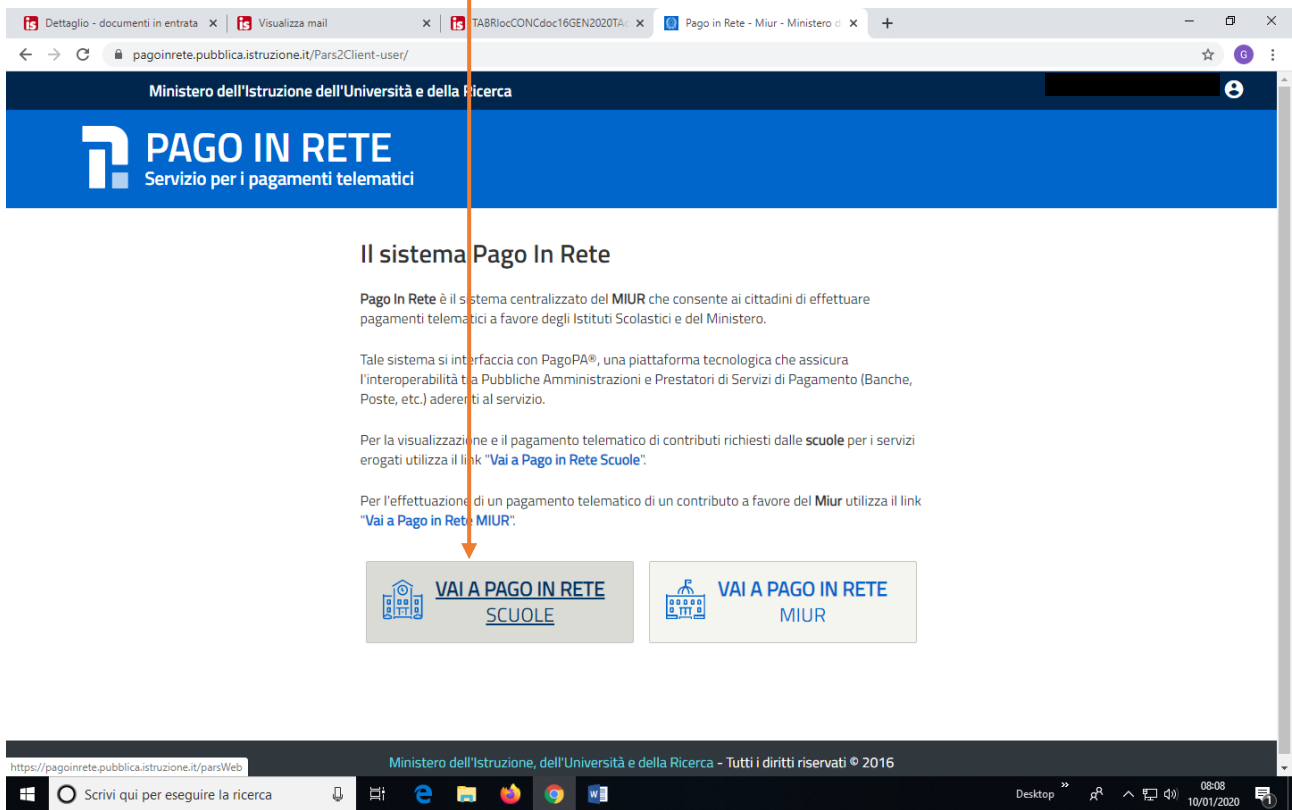 Dettaglio - documenti in entrata
Visualizza mail
TABRIocCONCdoc16GEN2020TA
Pago in Rete - Miur - Ministero d
pagoinrete.pubblica.istruzione.it/Pars2Client-user/
G
Ministero dell'Istruzione dell'Università e della Ricerca
PAGO IN RETE
Servizio per i pagamenti telematici
Il sistema Pago In Rete
Pago In Rete è il sistema centralizzato del MIUR che consente ai cittadini di effettuare
pagamenti telematici a favore degli Istituti Scolastici e del Ministero.
Tale sistema si interfaccia con PagoPA®, una piattaforma tecnologica che assicura
l'interoperabilità tra Pubbliche Amministrazioni e Prestatori di Servizi di Pagamento (Banche,
Poste, etc.) aderenti al servizio.
Per la visualizzazione e il pagamento telematico di contributi richiesti dalle scuole per i servizi
erogati utilizza il link "Vai a Pago in Rete Scuole".
Per l'effettuazione di un pagamento telematico di un contributo a favore del Miur utilizza il link
"Vai a Pago in Rete MIUR".
VAI A PAGO IN RETE
SCUOLE
VAI A PAGO IN RETE
MIUR
Ministero dell'Istruzione, dell'Università e della Ricerca - Tutti i diritti riservati © 2016
https://pagoinrete.pubblica.istruzione.it/parsWeb
Scrivi qui per eseguire la ricerca
Desktop
08:08
10/01/2020